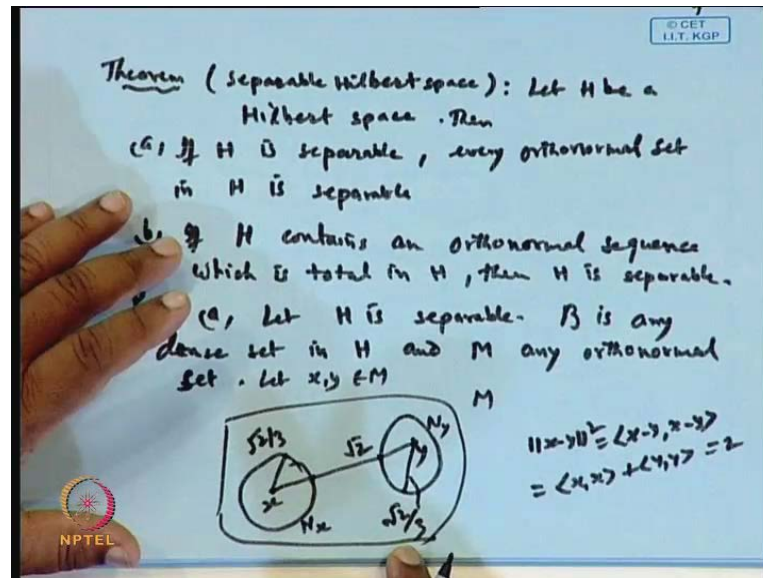 © CET
I.I.T. KGP
Theorem (Separable Hilbert space): Let H be a
Hilbert space. Then
(a) If H is separable, every orthonormal set
in H is separable
b, If H contains an orthonormal sequence
which is total in H, then H is separable.
(a, Let H is separable. B is any
dense set in H and M any orthonormal
set. Let x, y ∈ M
M
√2/3
√2
Ny
y
x
Nx
√2/3
||x-y||² = <x-y, x-y>
= <x,x> + <y,y> = 2
NPTEL